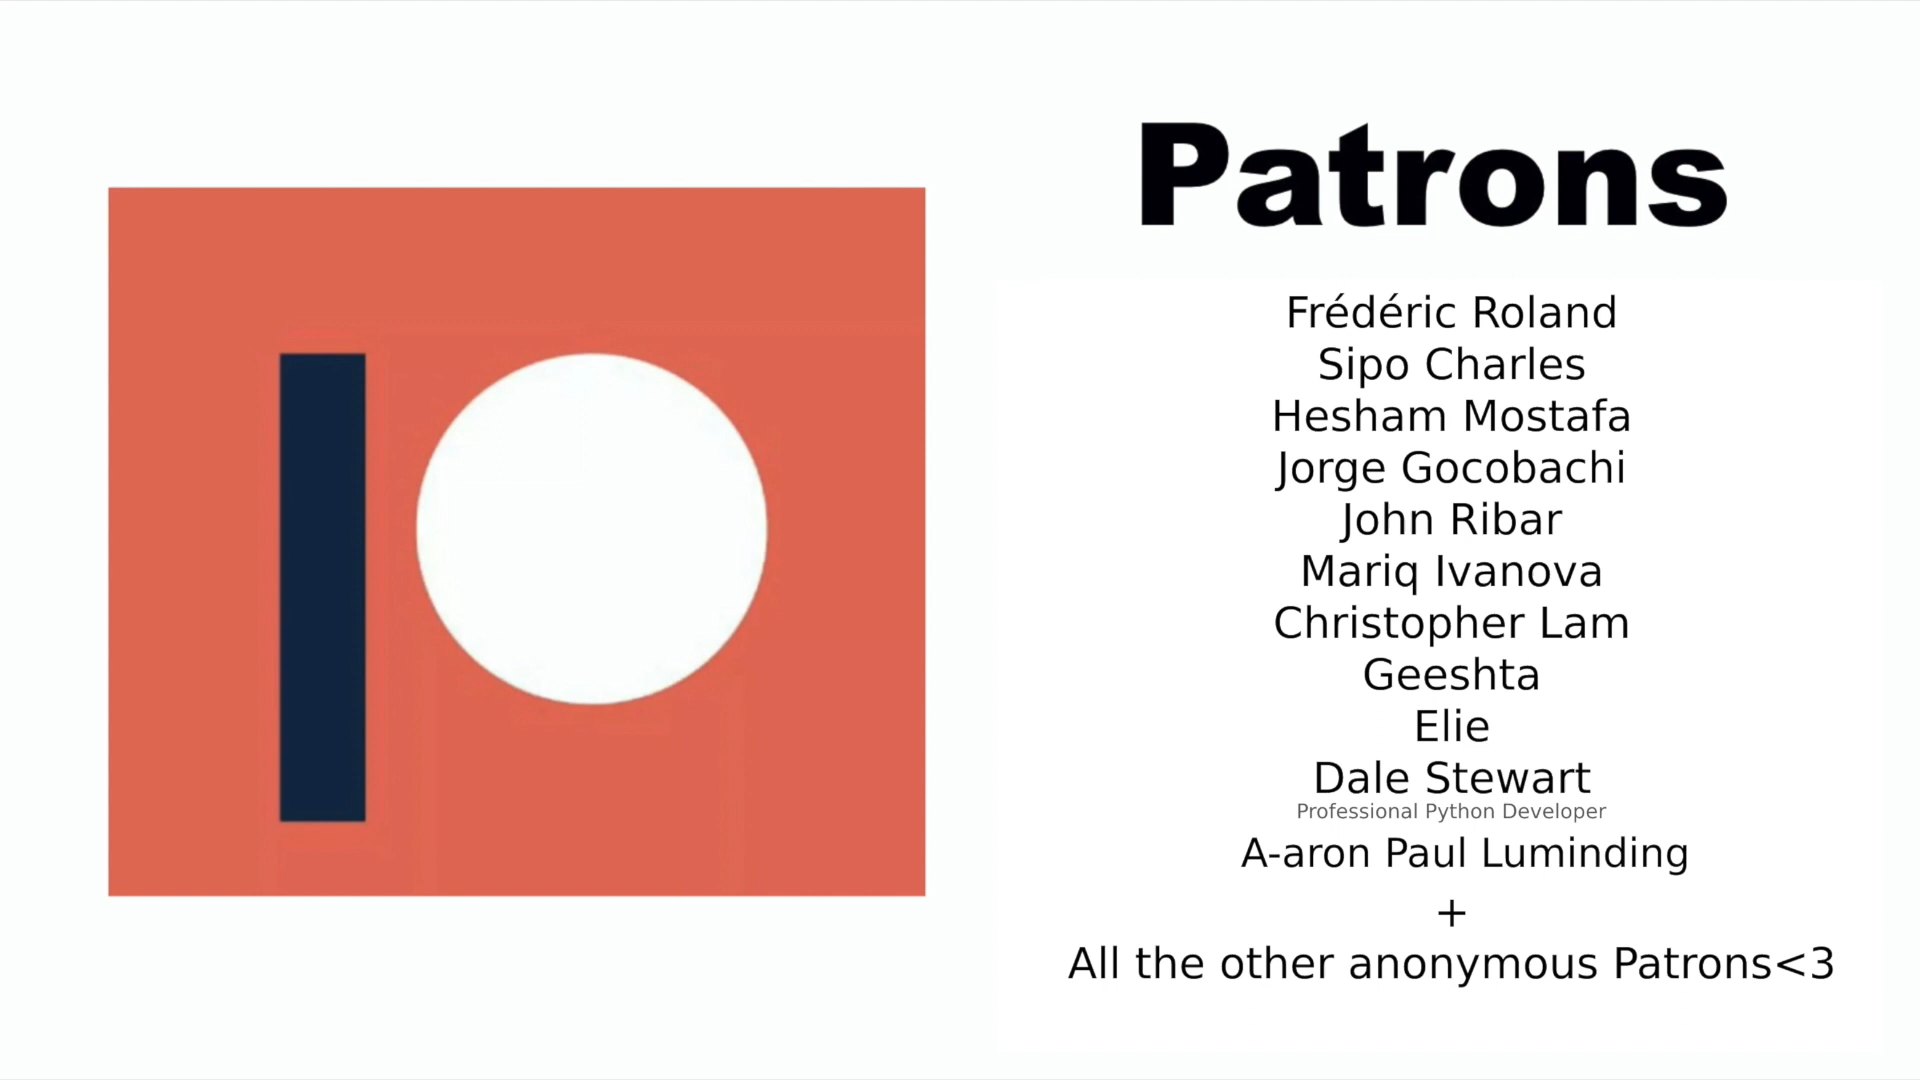 Patrons
Frédéric Roland
Sipo Charles
Hesham Mostafa
Jorge Gocobachi
John Ribar
Mariq Ivanova
Christopher Lam
Geeshta
Elie
Dale Stewart
Professional Python Developer
A-aron Paul Luminding
+
All the other anonymous Patrons<3